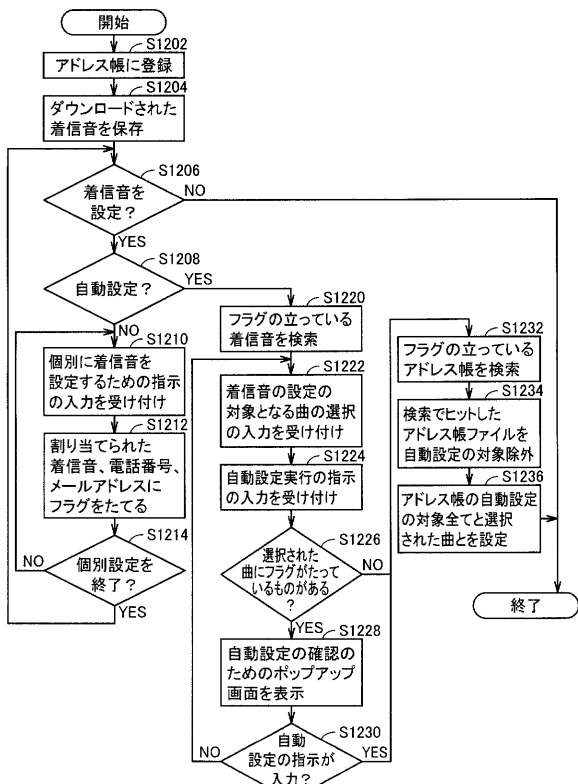 開始
S1202
アドレス帳に登録
S1204
ダウンロードされた
着信音を保存
S1206
着信音を
設定？
NO
YES
S1208
自動設定？
YES
NO
S1210
個別に着信音を
設定するための指示
の入力を受け付け
S1212
割り当てられた
着信音、電話番号、
メールアドレスに
フラグをたてる
S1214
NO
個別設定を
終了？
YES
S1220
フラグの立っている
着信音を検索
S1222
着信音の設定の
対象となる曲の選択
の入力を受け付け
S1224
自動設定実行の指示
の入力を受け付け
S1226
選択された
曲にフラグがたって
いるものがある
？
NO
YES
S1228
自動設定の確認の
ためのポップアップ
画面を表示
S1230
NO
自動
設定の指示が
入力？
YES
S1232
フラグの立っている
アドレス帳を検索
S1234
検索でヒットした
アドレス帳ファイルを
自動設定の対象除外
S1236
アドレス帳の自動設定
の対象全てと選択
された曲とを設定
終了